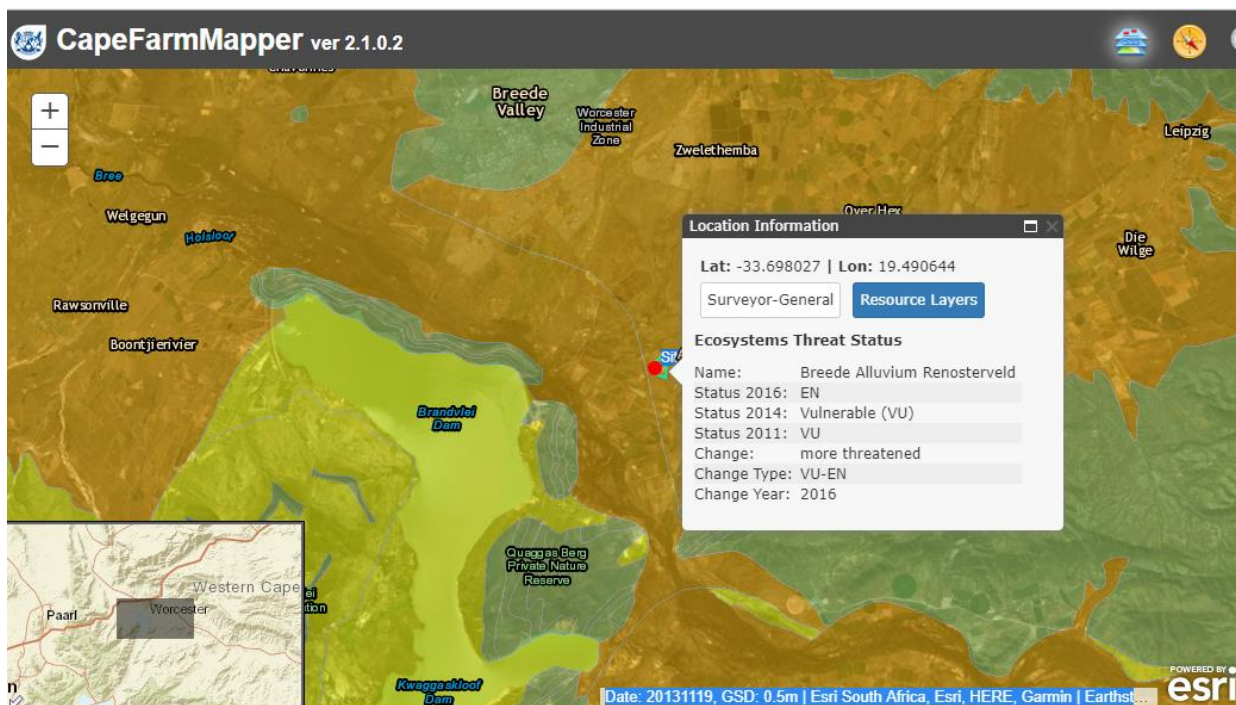 CapeFarmMapper ver 2.1.0.2
Breede
Valley
Worcester
Industrial
Zone
Zwelethemba
Leipzig
+
−
Bree
Welgegun
Holsloot
Over Hex
Die
Wilge
Rawsonville
Boontjierivier
Brandvlei
Dam
Location Information
Lat: -33.698027 | Lon: 19.490644
Surveyor-General
Resource Layers
Ecosystems Threat Status
Name: Breede Alluvium Renosterveld
Status 2016: EN
Status 2014: Vulnerable (VU)
Status 2011: VU
Change: more threatened
Change Type: VU-EN
Change Year: 2016
Quaggas Berg
Private Nature
Reserve
Western Cape
Paarl
Worcester
Kwaggaskloof
Dam
Date: 20131119, GSD: 0.5m | Esri South Africa, Esri, HERE, Garmin | Earthst...
POWERED BY
esri